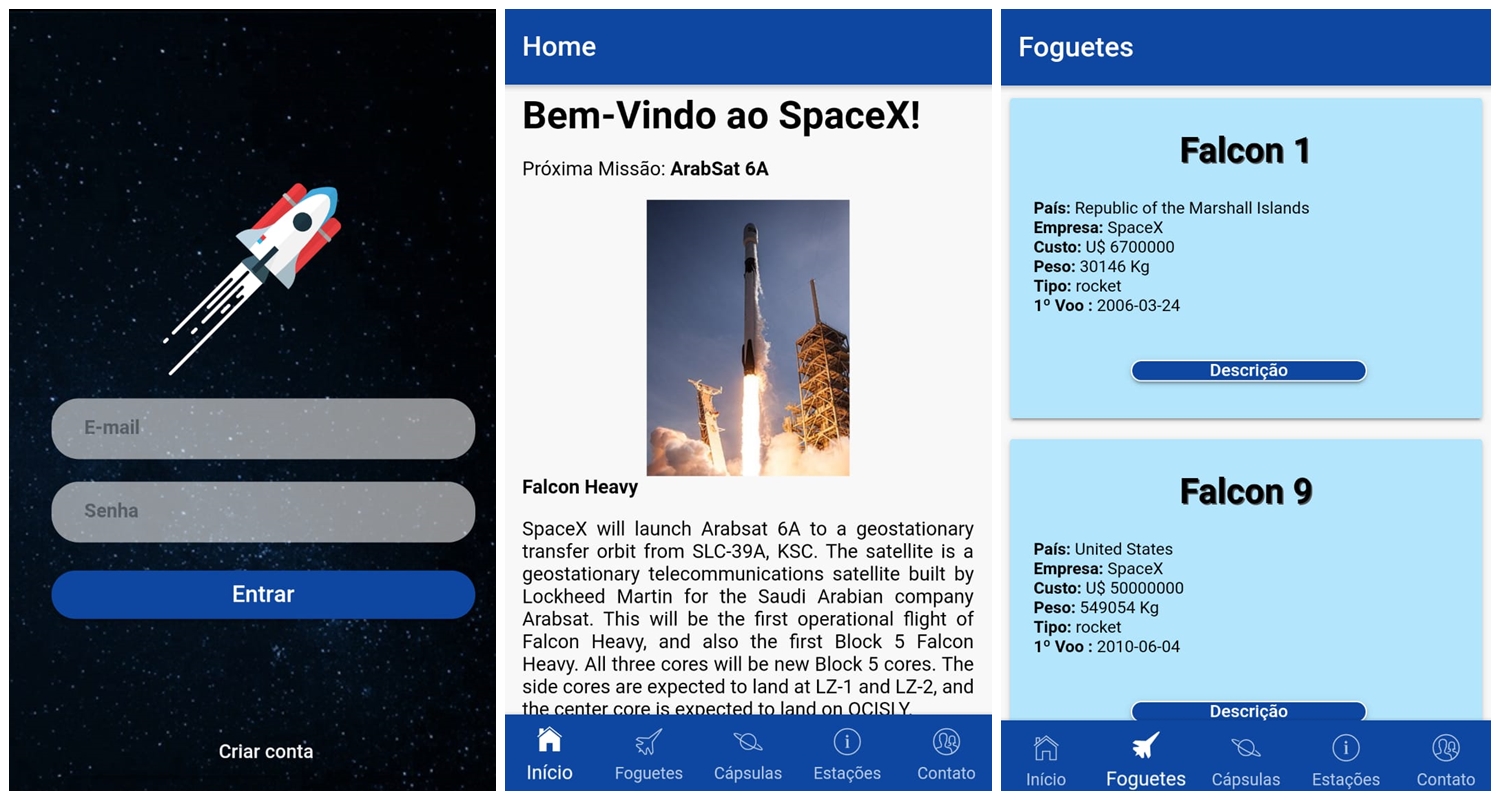 E-mail
Senha
Entrar
Criar conta
Home
Bem-Vindo ao SpaceX!
Próxima Missão: ArabSat 6A
Falcon Heavy
SpaceX will launch Arabsat 6A to a geostationary
transfer orbit from SLC-39A, KSC. The satellite is a
geostationary telecommunications satellite built by
Lockheed Martin for the Saudi Arabian company
Arabsat. This will be the first operational flight of
Falcon Heavy, and also the first Block 5 Falcon
Heavy. All three cores will be new Block 5 cores. The
side cores are expected to land at LZ-1 and LZ-2, and
the center core is expected to land on OCISLY.
Início
Foguetes
Cápsulas
Estações
Contato
Foguetes
Falcon 1
País: Republic of the Marshall Islands
Empresa: SpaceX
Custo: U$ 6700000
Peso: 30146 Kg
Tipo: rocket
1º Voo : 2006-03-24
Descrição
Falcon 9
País: United States
Empresa: SpaceX
Custo: U$ 50000000
Peso: 549054 Kg
Tipo: rocket
1º Voo : 2010-06-04
Descrição
Início
Foguetes
Cápsulas
Estações
Contato